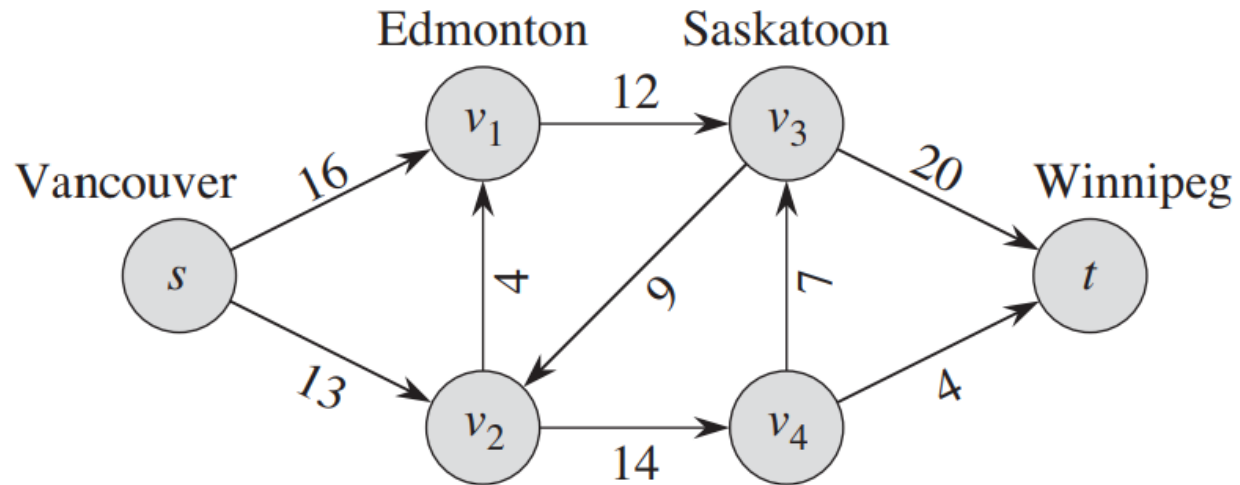 Edmonton Saskatoon
12
v1 v3
Vancouver 16 20 Winnipeg
s 4 9 7 t
13 4
v2 v4
14